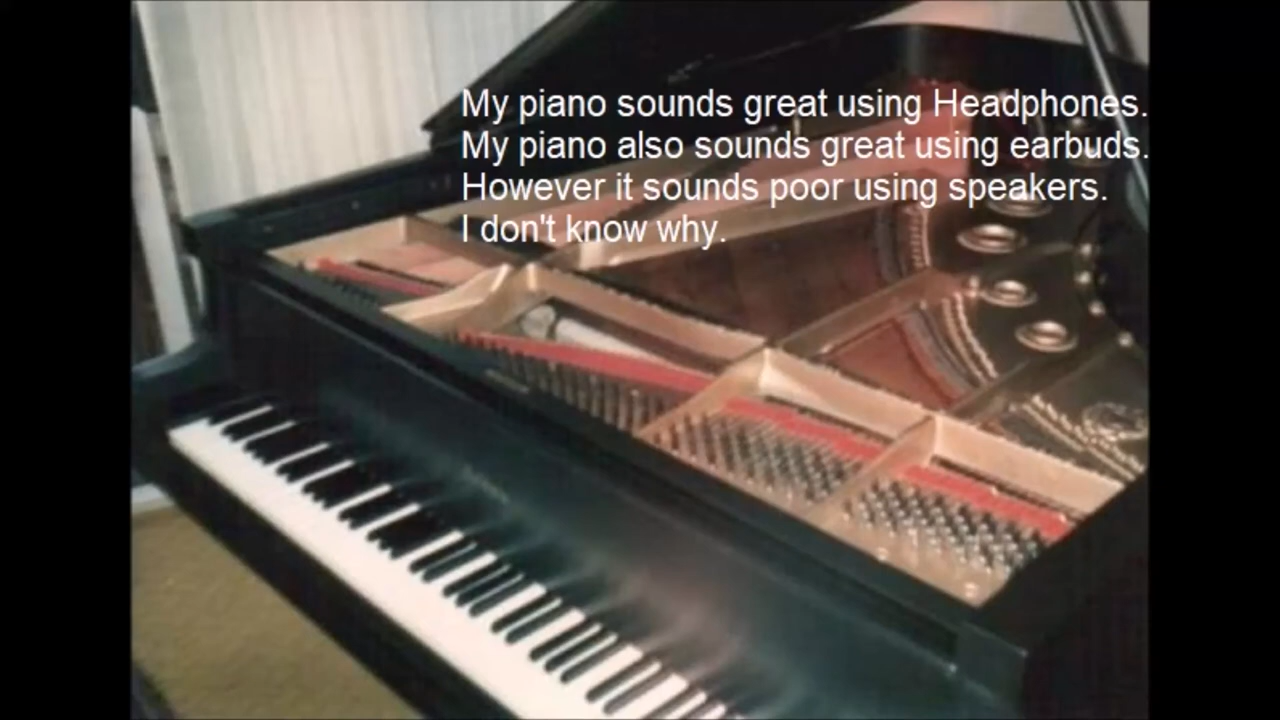 My piano sounds great using Headphones.
My piano also sounds great using earbuds.
However it sounds poor using speakers.
I don't know why.